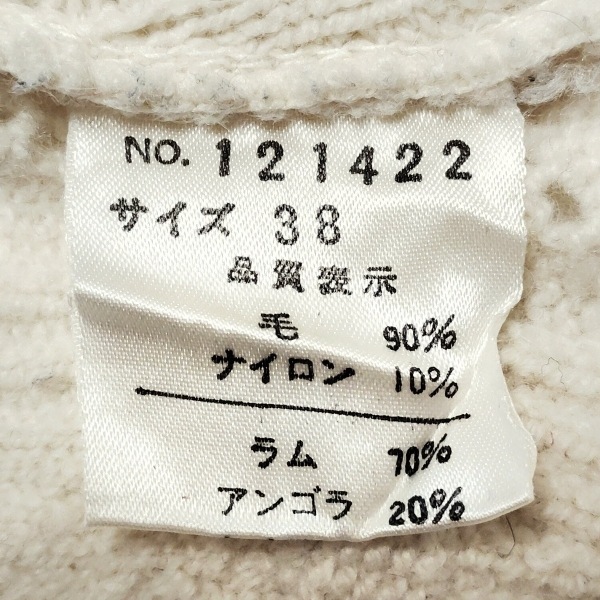 NO. 121422
サイズ 38
品質表示
毛 90%
ナイロン 10%
ラム 70%
アンゴラ 20%